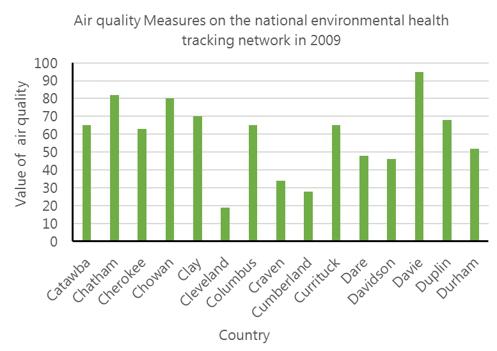 Air quality Measures on the national environmental health
tracking network in 2009
Value of  air quality
100
90
80
70
60
50
40
30
20
10
0
Catawba
Chatham
Cherokee
Chowan
Clay
Cleveland
Columbus
Craven
Cumberland
Currituck
Dare
Davidson
Davie
Duplin
Durham
Country